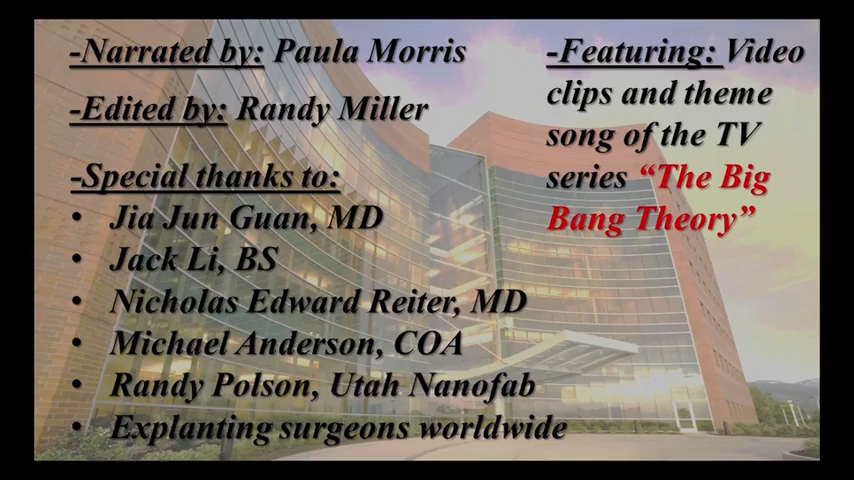 -Narrated by: Paula Morris
-Edited by: Randy Miller
-Special thanks to:
• Jia Jun Guan, MD
• Jack Li, BS
• Nicholas Edward Reiter, MD
• Michael Anderson, COA
• Randy Polson, Utah Nanofab
• Explanting surgeons worldwide
-Featuring: Video
clips and theme
song of the TV
series “The Big
Bang Theory”